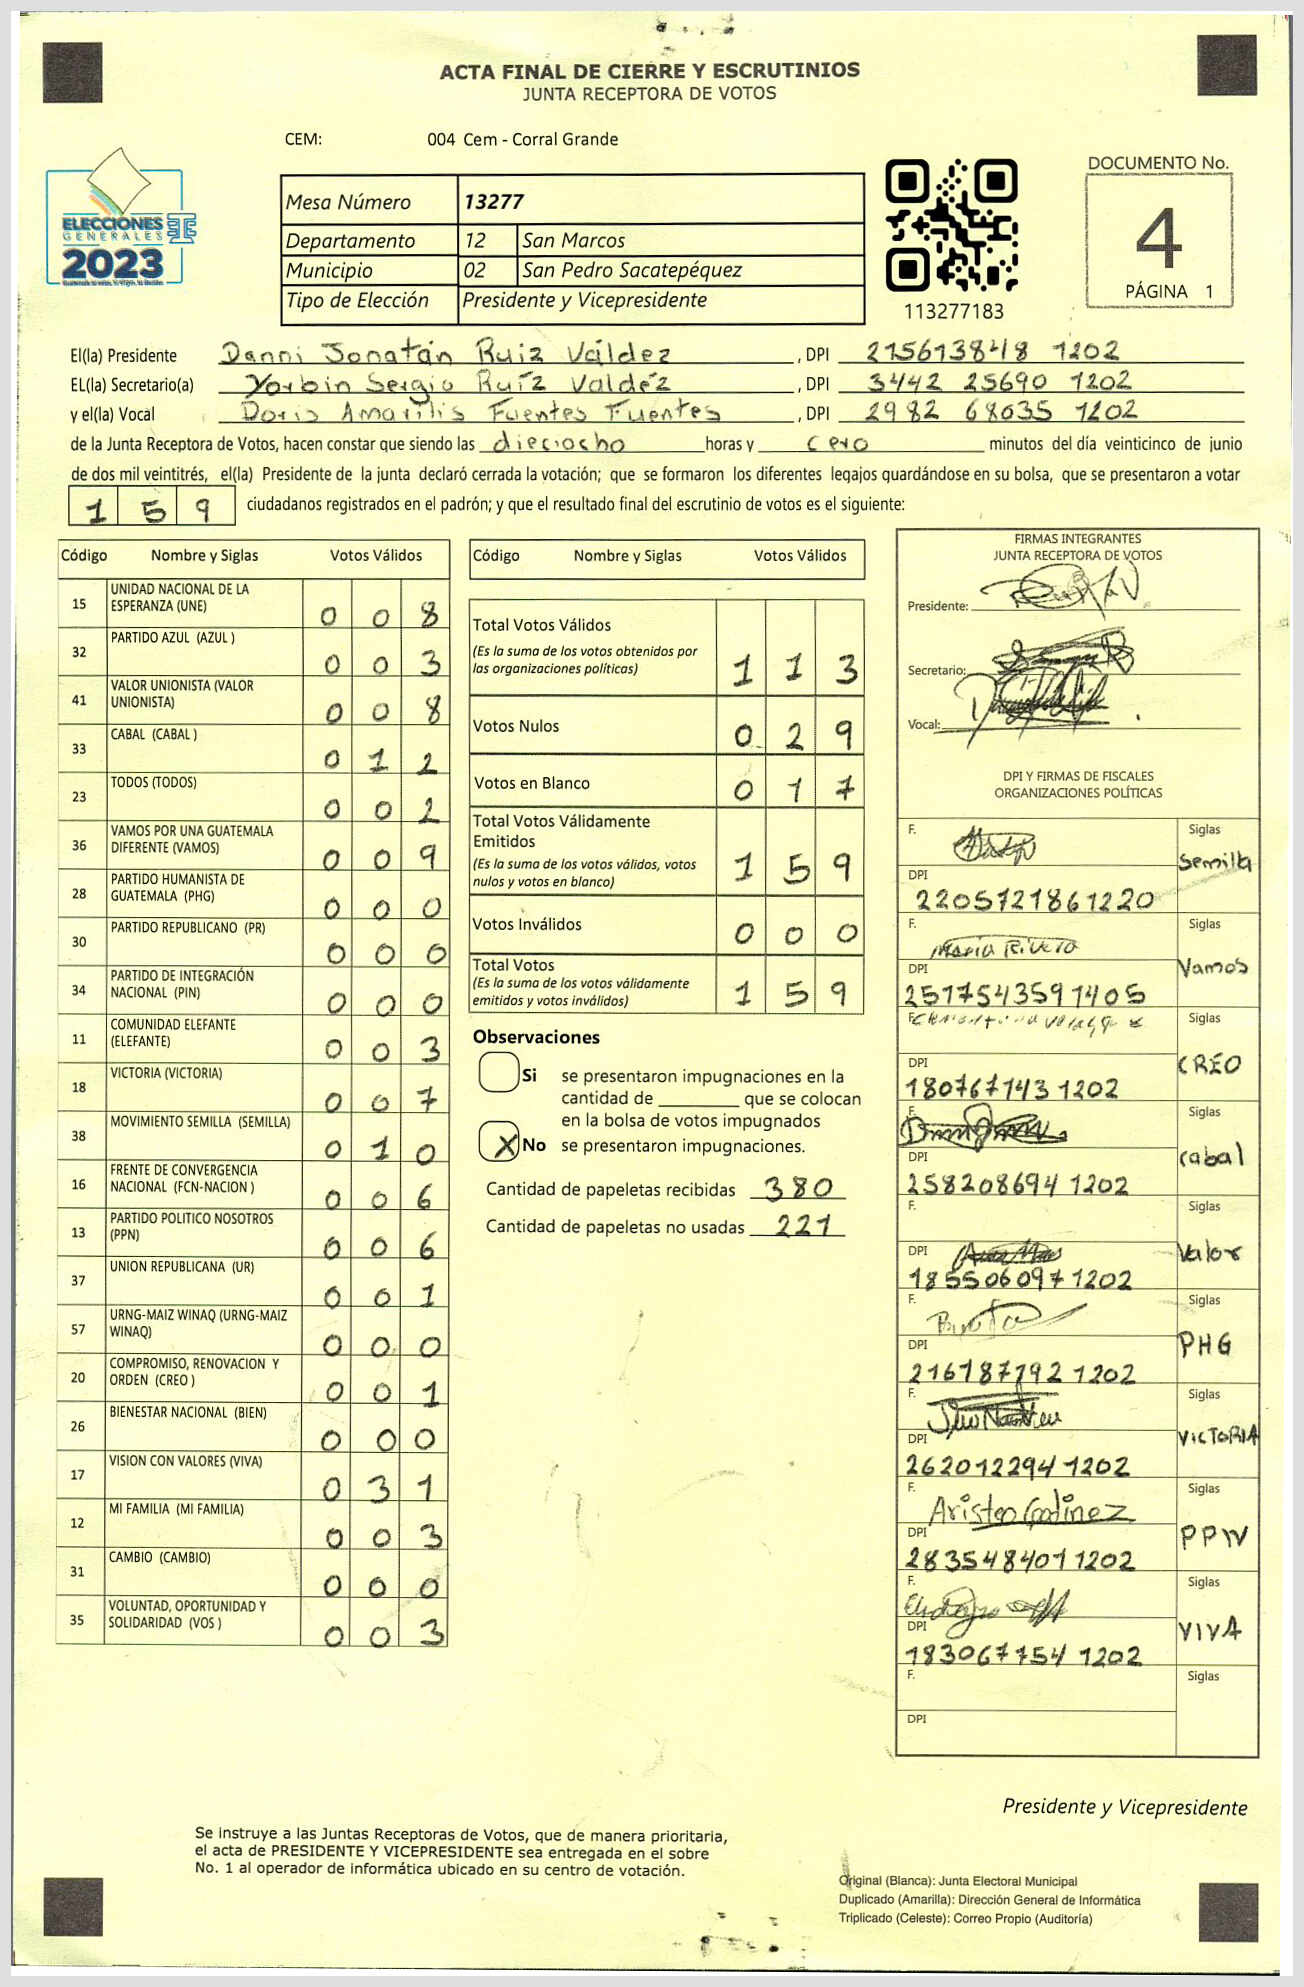 ACTA FINAL DE CIERRE Y ESCRUTINIOS
JUNTA RECEPTORA DE VOTOS
CEM: 004 Cem - Corral Grande
ELECCIONES
GENERALES
2023
Mesa Número 13277
Departamento 12 San Marcos
Municipio 02 San Pedro Sacatepéquez
Tipo de Elección Presidente y Vicepresidente
113277183
DOCUMENTO No.
4
PÁGINA 1
El(la) Presidente Danni Jonatán Ruiz Váldez, DPI 215613848 1202
EL(la) Secretario(a) Yorbin Sergio Ruíz Valdéz, DPI 3442 25690 1202
y el(la) Vocal Doris Amarilis Fuentes Fuentes, DPI 2982 68035 1202
de la Junta Receptora de Votos, hacen constar que siendo las dieciocho horas y cero minutos del día veinticinco de junio
de dos mil veintitrés, el(la) Presidente de la junta declaró cerrada la votación; que se formaron los diferentes legajos quardándose en su bolsa, que se presentaron a votar
159 ciudadanos registrados en el padrón; y que el resultado final del escrutinio de votos es el siguiente:
Código Nombre y Siglas Votos Válidos
15 UNIDAD NACIONAL DE LA
ESPERANZA (UNE) 0 0 8
32 PARTIDO AZUL (AZUL ) 0 0 3
41 VALOR UNIONISTA (VALOR
UNIONISTA) 0 0 8
33 CABAL (CABAL ) 0 1 2
23 TODOS (TODOS) 0 0 2
36 VAMOS POR UNA GUATEMALA
DIFERENTE (VAMOS) 0 0 9
28 PARTIDO HUMANISTA DE
GUATEMALA (PHG) 0 0 0
30 PARTIDO REPUBLICANO (PR) 0 0 0
34 PARTIDO DE INTEGRACIÓN
NACIONAL (PIN) 0 0 0
11 COMUNIDAD ELEFANTE
(ELEFANTE) 0 0 3
18 VICTORIA (VICTORIA) 0 0 7
38 MOVIMIENTO SEMILLA (SEMILLA) 0 1 0
16 FRENTE DE CONVERGENCIA
NACIONAL (FCN-NACION ) 0 0 6
13 PARTIDO POLITICO NOSOTROS
(PPN) 0 0 6
37 UNION REPUBLICANA (UR) 0 0 1
57 URNG-MAIZ WINAQ (URNG-MAIZ
WINAQ) 0 0 0
20 COMPROMISO, RENOVACION Y
ORDEN (CREO ) 0 0 1
26 BIENESTAR NACIONAL (BIEN) 0 0 0
17 VISION CON VALORES (VIVA) 0 3 1
12 MI FAMILIA (MI FAMILIA) 0 0 3
31 CAMBIO (CAMBIO) 0 0 0
35 VOLUNTAD, OPORTUNIDAD Y
SOLIDARIDAD (VOS ) 0 0 3
Código Nombre y Siglas Votos Válidos
Total Votos Válidos
(Es la suma de los votos obtenidos por
las organizaciones políticas) 1 1 3
Votos Nulos 0 2 9
Votos en Blanco 0 1 7
Total Votos Válidamente
Emitidos
(Es la suma de los votos válidos, votos
nulos y votos en blanco) 1 5 9
Votos Inválidos 0 0 0
Total Votos
(Es la suma de los votos válidamente
emitidos y votos inválidos) 1 5 9
Observaciones
Si se presentaron impugnaciones en la
cantidad de ________ que se colocan
en la bolsa de votos impugnados
X No se presentaron impugnaciones.
Cantidad de papeletas recibidas 380
Cantidad de papeletas no usadas 221
FIRMAS INTEGRANTES
JUNTA RECEPTORA DE VOTOS
Presidente:
Secretario:
Vocal:
DPI Y FIRMAS DE FISCALES
ORGANIZACIONES POLÍTICAS
F. Siglas
Semilla
DPI
2205721861220
F. Maria Rivera Siglas
Vamos
DPI
2517543591405
F. Siglas
CREO
DPI
180767143 1202
F. Siglas
cabal
DPI
258208694 1202
F. Siglas
Valor
DPI
185506097 1202
F. Siglas
PHG
DPI
216187792 1202
F. Siglas
VICTORIA
DPI
262012294 1202
F. Aristeo Godinez Siglas
PPN
DPI
283548401 1202
F. Siglas
VIVA
DPI
183067754 1202
F. Siglas
DPI
Presidente y Vicepresidente
Se instruye a las Juntas Receptoras de Votos, que de manera prioritaria,
el acta de PRESIDENTE Y VICEPRESIDENTE sea entregada en el sobre
No. 1 al operador de informática ubicado en su centro de votación.
Original (Blanca): Junta Electoral Municipal
Duplicado (Amarilla): Dirección General de Informática
Triplicado (Celeste): Correo Propio (Auditoría)